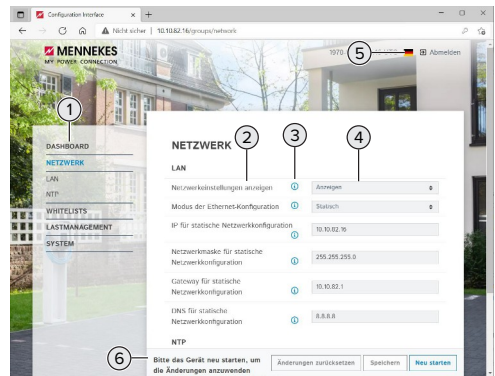 Configuration Interface
Nicht sicher | 10.10.82.16/groups/network
MENNEKES
MY POWER CONNECTION
1970
5
Abmelden
1
DASHBOARD
NETZWERK
LAN
NTP
WHITELISTS
LASTMANAGEMENT
SYSTEM
NETZWERK
2
3
4
LAN
Netzwerkeinstellungen anzeigen
Anzeigen
Modus der Ethernet-Konfiguration
Statisch
IP für statische Netzwerkkonfiguration
10.10.82.16
Netzwerkmaske für statische
Netzwerkkonfiguration
255.255.255.0
Gateway für statische
Netzwerkkonfiguration
10.10.82.1
DNS für statische
Netzwerkkonfiguration
8.8.8.8
NTP
6
Bitte das Gerät neu starten, um
die Änderungen anzuwenden
Änderungen zurücksetzen
Speichern
Neu starten